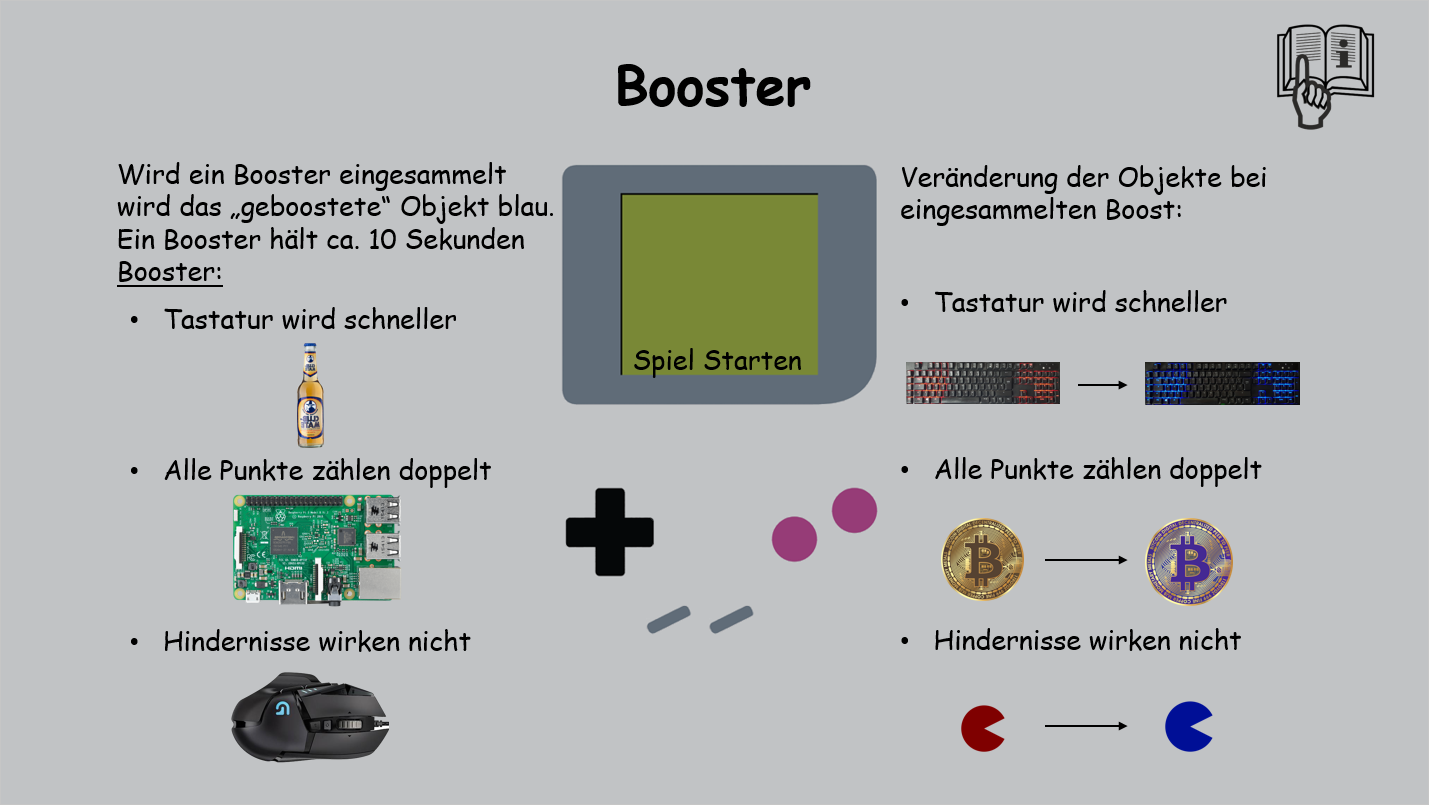 Booster
i
Wird ein Booster eingesammelt
wird das „geboostete“ Objekt blau.
Ein Booster hält ca. 10 Sekunden
Booster:
• Tastatur wird schneller
• Alle Punkte zählen doppelt
HDMI
• Hindernisse wirken nicht
Spiel Starten
Veränderung der Objekte bei
eingesammelten Boost:
• Tastatur wird schneller
• Alle Punkte zählen doppelt
• Hindernisse wirken nicht